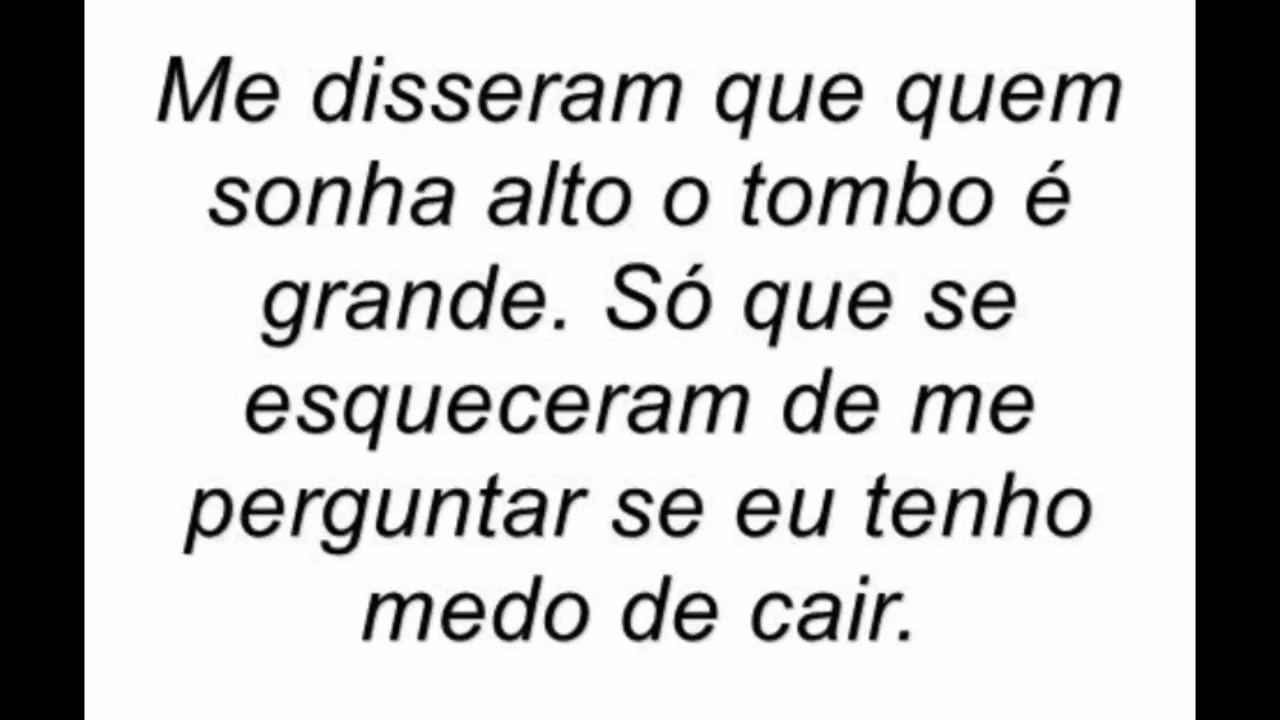 Me disseram que quem
sonha alto o tombo é
grande. Só que se
esqueceram de me
perguntar se eu tenho
medo de cair.